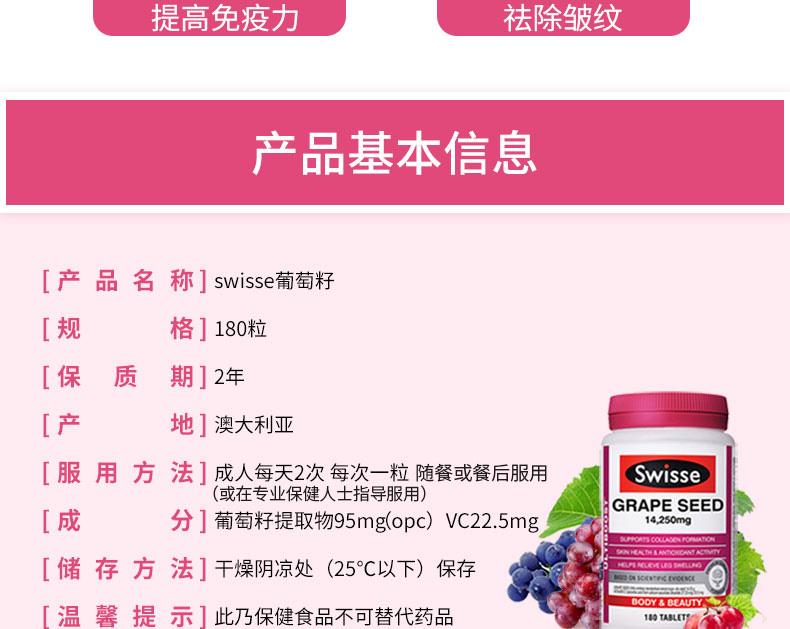 提高免疫力
祛除皱纹
产品基本信息
[产品名称] swisse葡萄籽
[规格] 180粒
[保质期] 2年
[产地] 澳大利亚
[服用方法] 成人每天2次 每次一粒 随餐或餐后服用
（或在专业保健人士指导服用）
[成分] 葡萄籽提取物95mg(opc）VC22.5mg
[储存方法] 干燥阴凉处（25℃以下）保存
[温馨提示] 此乃保健食品不可替代药品
Swisse
GRAPE SEED
14,250mg
SUPPORTS COLLAGEN FORMATION
SKIN HEALTH & ANTIOXIDANT ACTIVITY
HELPS RELIEVE LEG SWELLING
BASED ON SCIENTIFIC EVIDENCE
BODY & BEAUTY
180 TABLETS